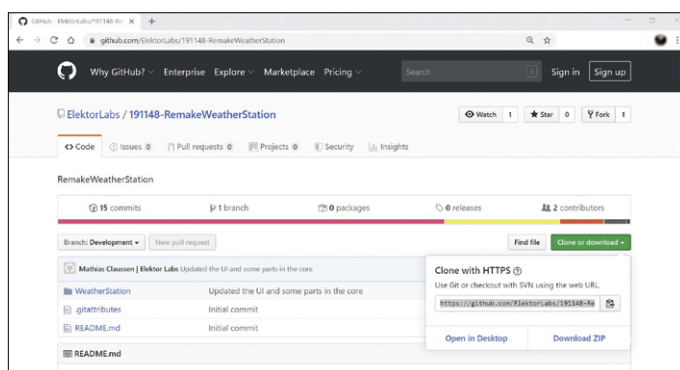 GitHub - ElektorLabs/191148-Re
github.com/ElektorLabs/191148-RemakeWeatherStation
Why GitHub? Enterprise Explore Marketplace Pricing Search / Sign in Sign up
ElektorLabs / 191148-RemakeWeatherStation Watch 1 Star 0 Fork 1
Code Issues 0 Pull requests 0 Projects 0 Security Insights
RemakeWeatherStation
15 commits 1 branch 0 packages 0 releases 2 contributors
Branch: Development New pull request Find file Clone or download
Mathias Claussen | Elektor Labs Updated the UI and some parts in the core
WeatherStation Updated the UI and some parts in the core
.gitattributes Initial commit
README.md Initial commit
README.md
Clone with HTTPS
Use Git or checkout with SVN using the web URL.
https://github.com/ElektorLabs/191148-Re
Open in Desktop Download ZIP